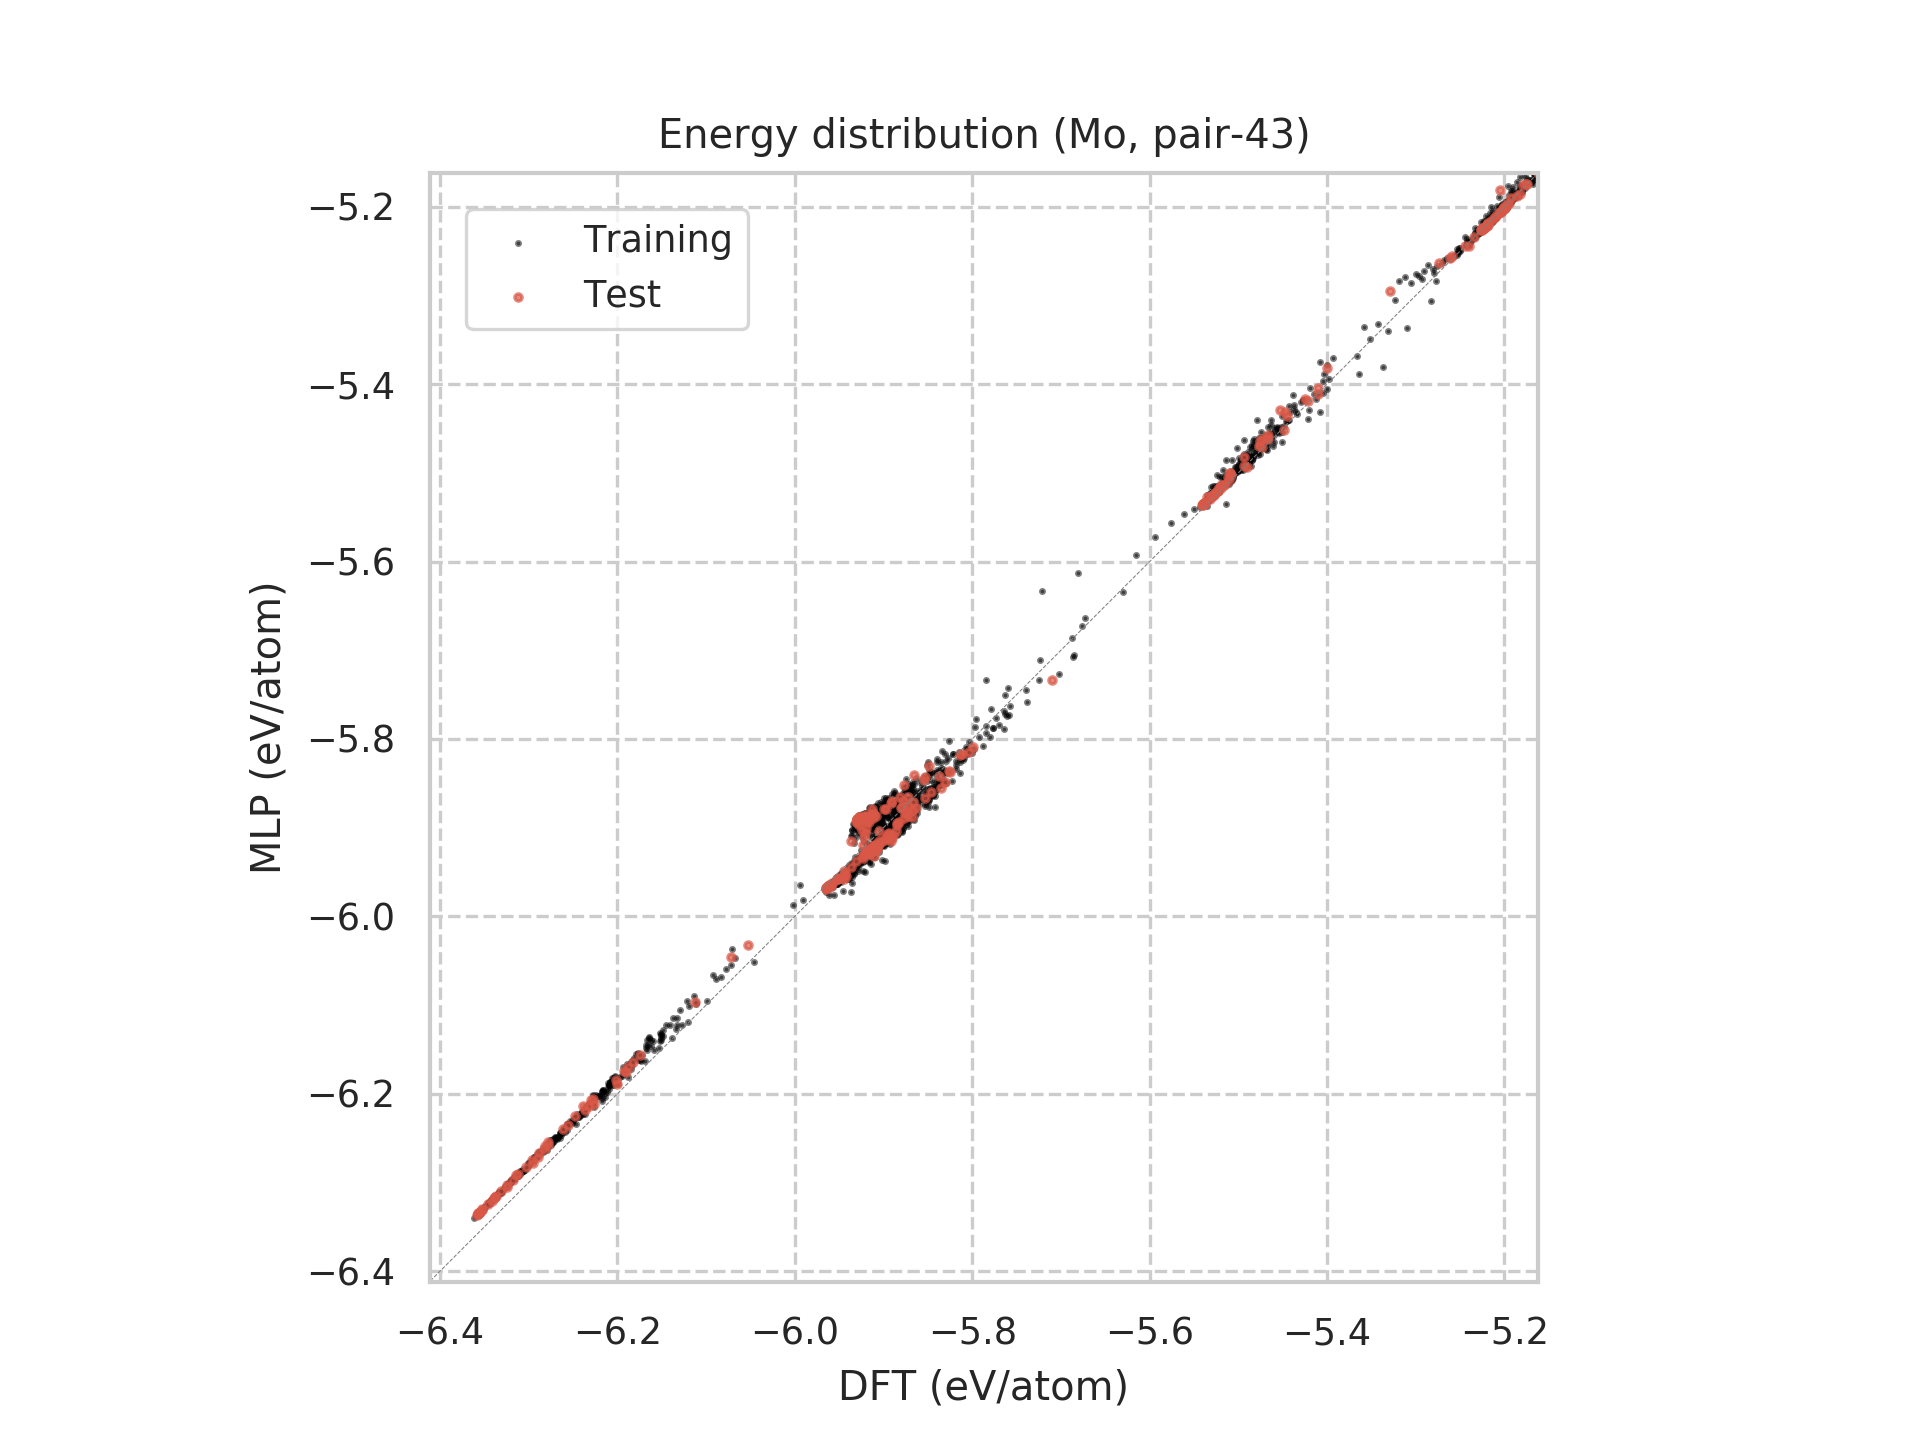 Energy distribution (Mo, pair-43)
Training
Test
MLP (eV/atom)
−5.2
−5.4
−5.6
−5.8
−6.0
−6.2
−6.4
−6.4 −6.2 −6.0 −5.8 −5.6 −5.4 −5.2
DFT (eV/atom)